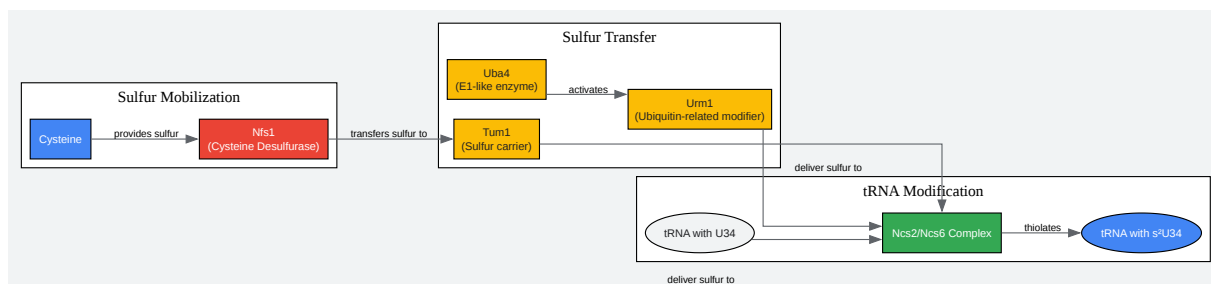 Sulfur Mobilization
Cysteine
provides sulfur
Nfs1
(Cysteine Desulfurase)
transfers sulfur to
Sulfur Transfer
Uba4
(E1-like enzyme)
activates
Urm1
(Ubiquitin-related modifier)
Tum1
(Sulfur carrier)
deliver sulfur to
tRNA Modification
tRNA with U34
Ncs2/Ncs6 Complex
thiolates
tRNA with s²U34
deliver sulfur to